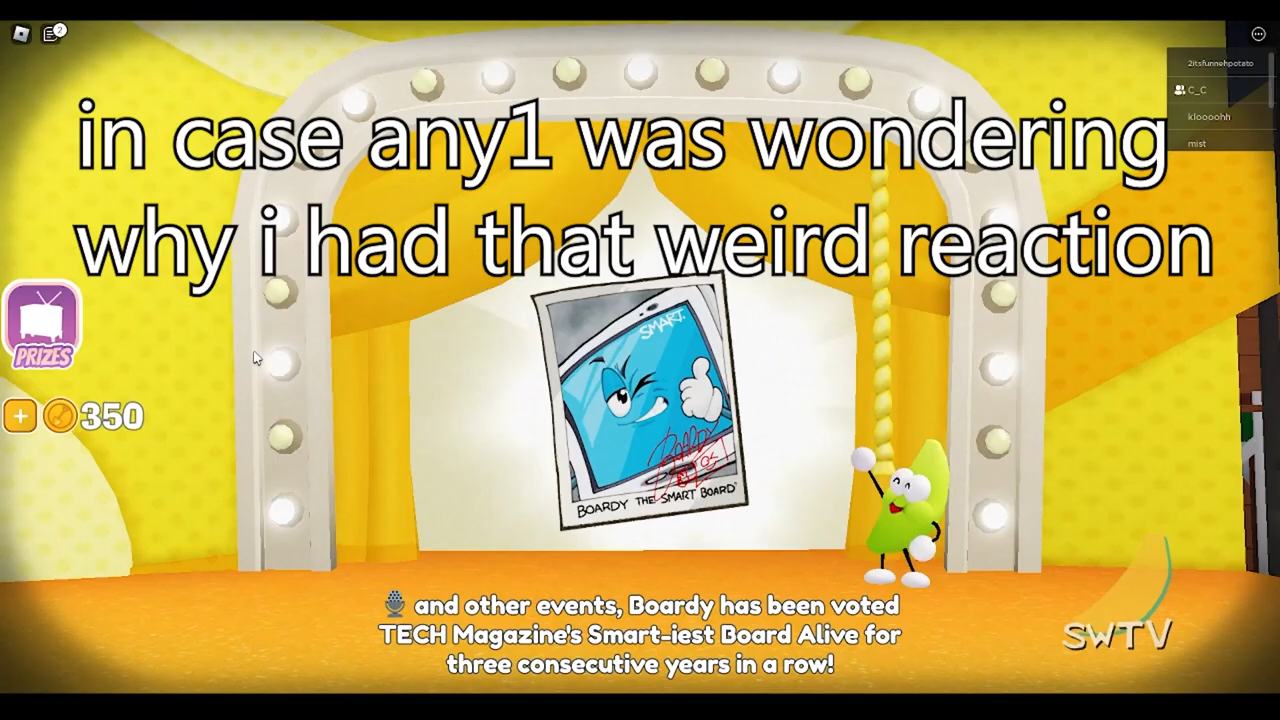 2
2itsfunnehpotato
C_C
kloooohh
mist
in case any1 was wondering
why i had that weird reaction
SMART.
PRIZES
350
BOARDY THE SMART BOARD
and other events, Boardy has been voted
TECH Magazine's Smart-iest Board Alive for
three consecutive years in a row!
SWTV